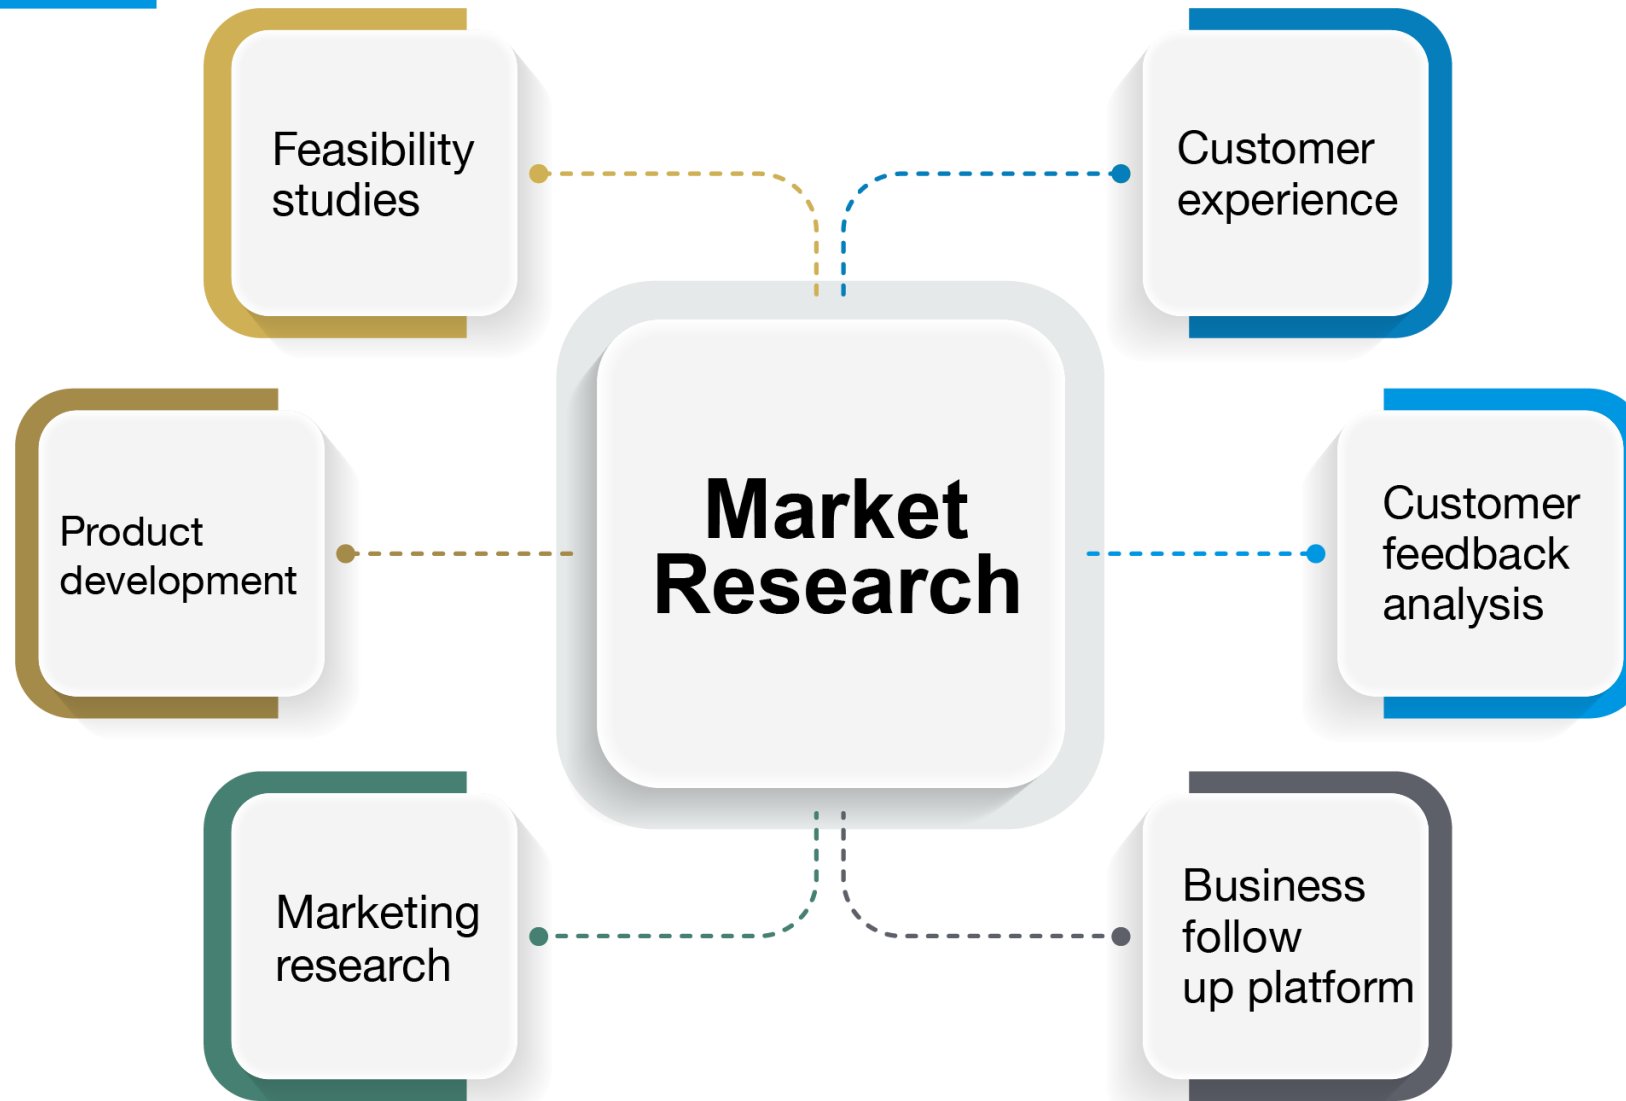 Feasibility
studies
Customer
experience
Product
development
Market
Research
Customer
feedback
analysis
Marketing
research
Business
follow
up platform